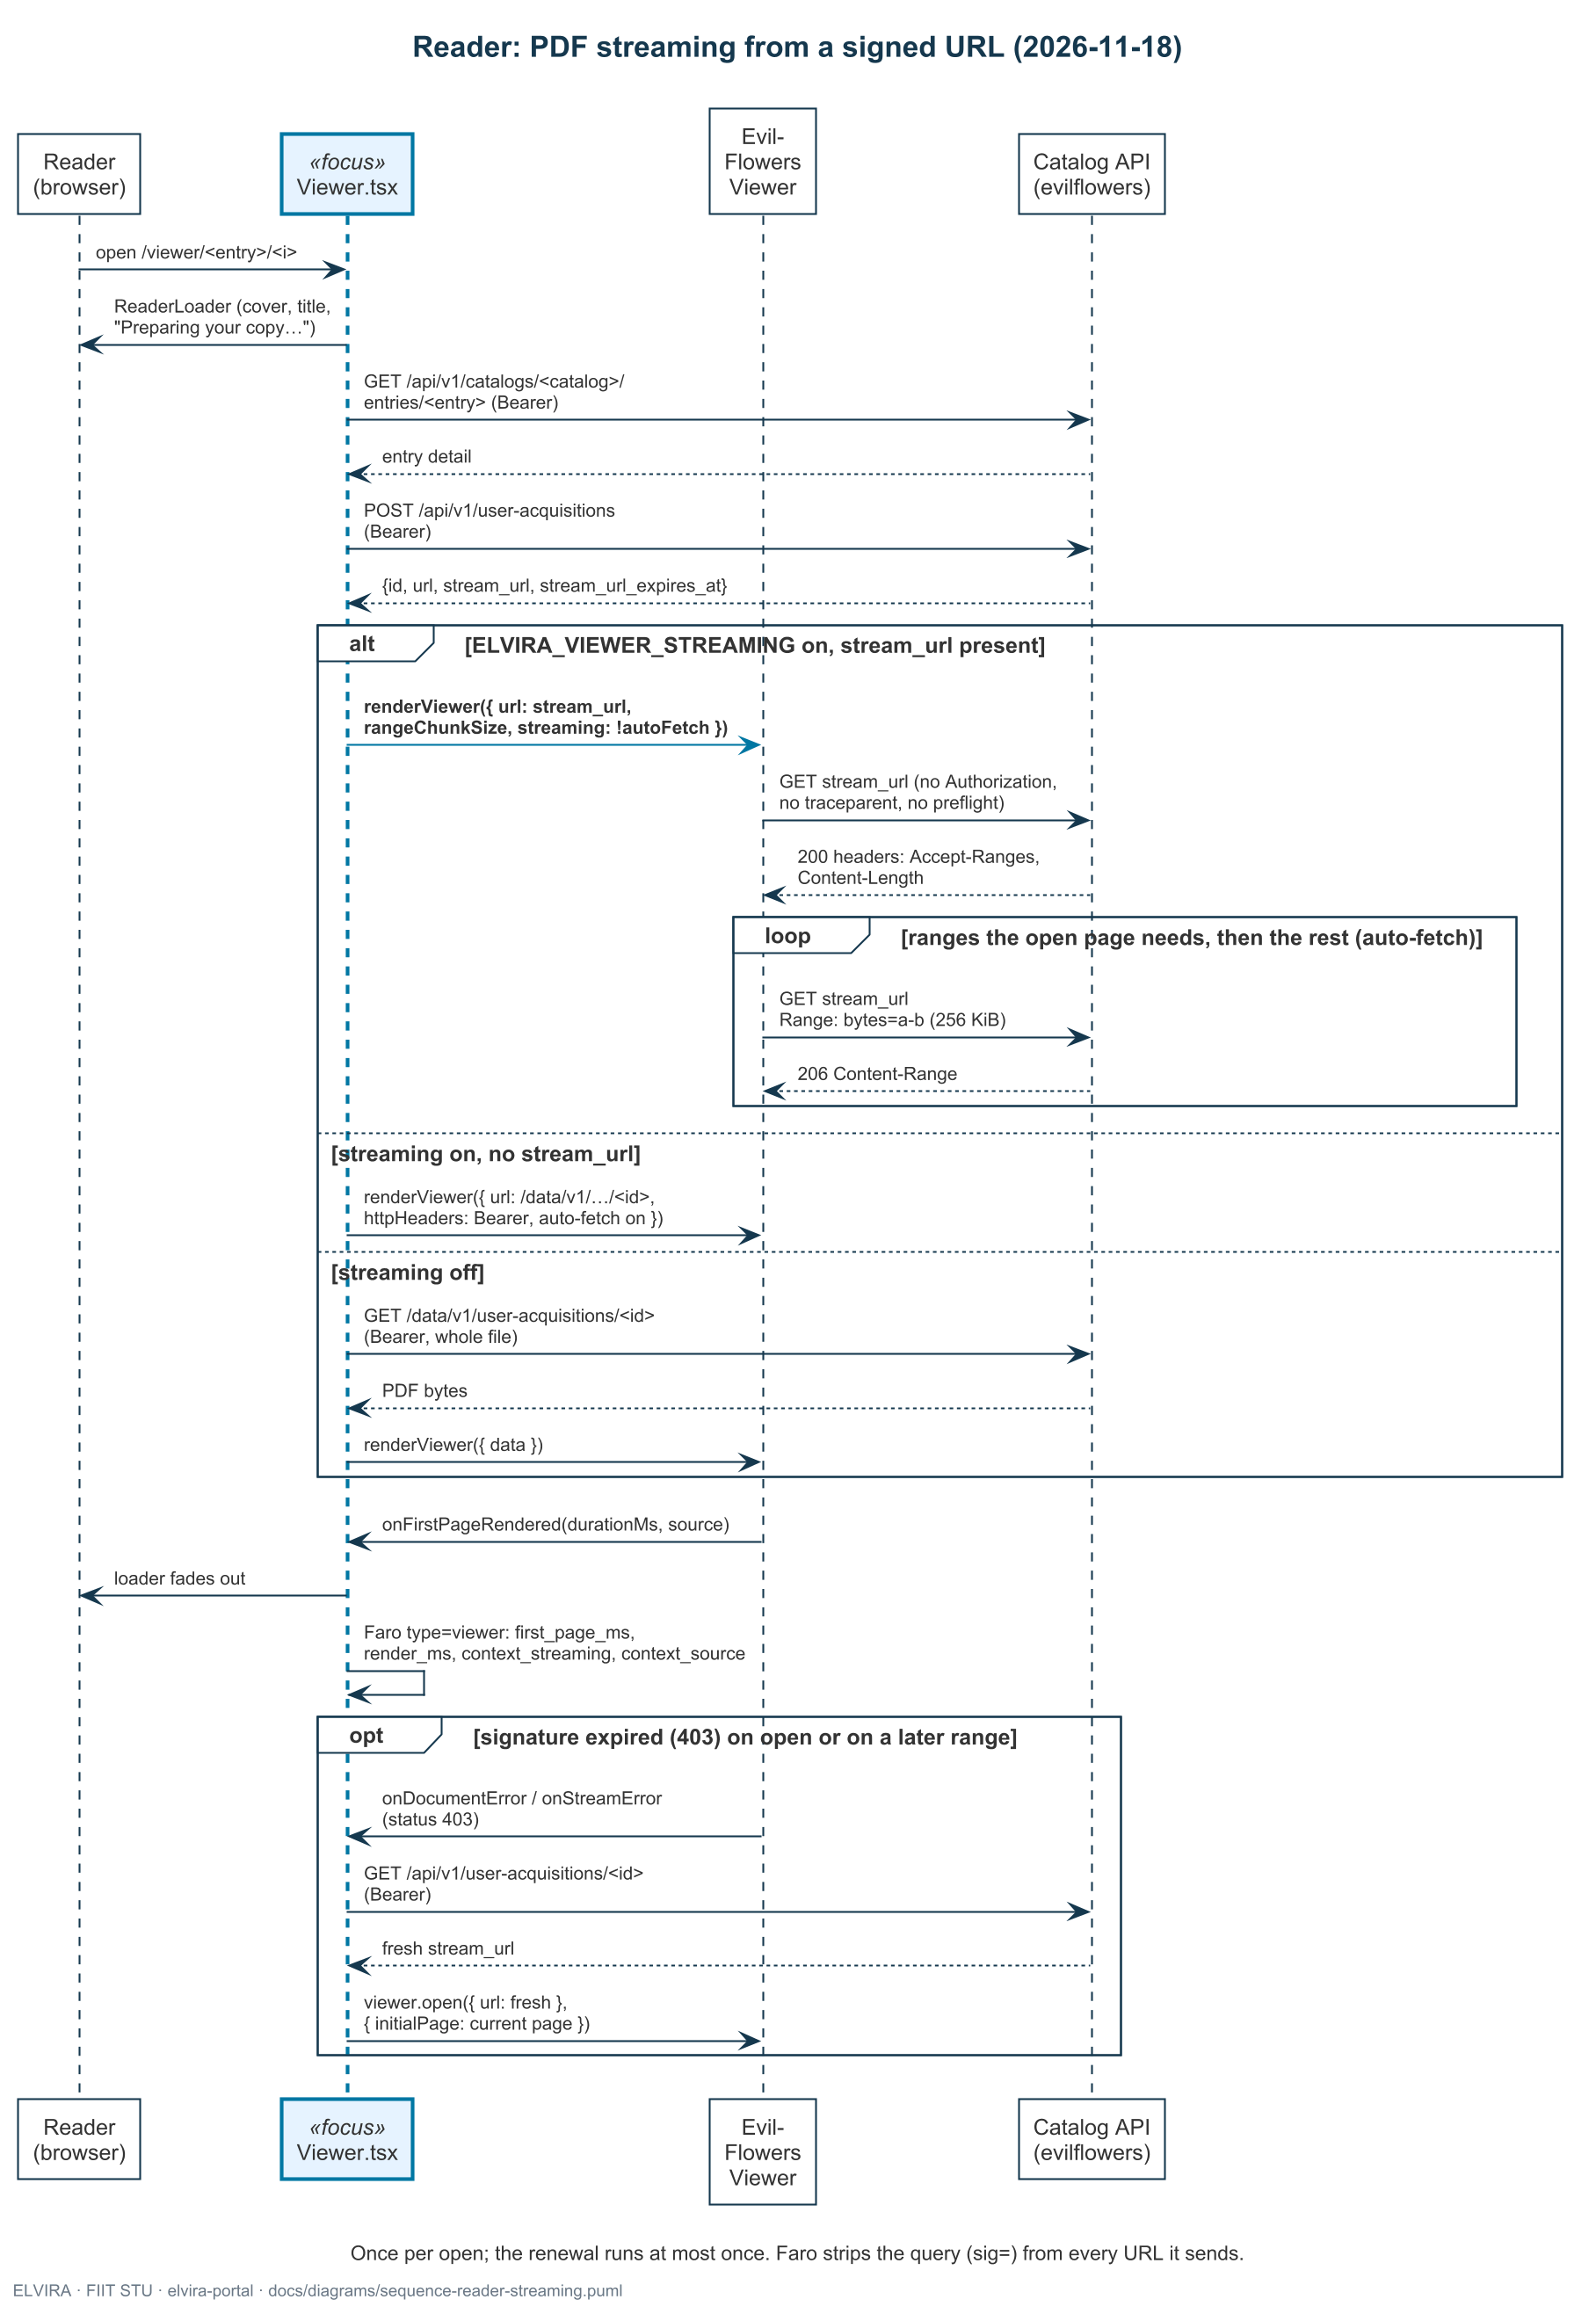 Reader: PDF streaming from a signed URL (2026-11-18)
Reader
(browser)
«focus»
Viewer.tsx
Evil-
Flowers
Viewer
Catalog API
(evilflowers)
open /viewer/<entry>/<i>
ReaderLoader (cover, title,
"Preparing your copy…")
GET /api/v1/catalogs/<catalog>/
entries/<entry> (Bearer)
entry detail
POST /api/v1/user-acquisitions
(Bearer)
{id, url, stream_url, stream_url_expires_at}
alt
[ELVIRA_VIEWER_STREAMING on, stream_url present]
renderViewer({ url: stream_url,
rangeChunkSize, streaming: !autoFetch })
GET stream_url (no Authorization,
no traceparent, no preflight)
200 headers: Accept-Ranges,
Content-Length
loop
[ranges the open page needs, then the rest (auto-fetch)]
GET stream_url
Range: bytes=a-b (256 KiB)
206 Content-Range
[streaming on, no stream_url]
renderViewer({ url: /data/v1/…/<id>,
httpHeaders: Bearer, auto-fetch on })
[streaming off]
GET /data/v1/user-acquisitions/<id>
(Bearer, whole file)
PDF bytes
renderViewer({ data })
onFirstPageRendered(durationMs, source)
loader fades out
Faro type=viewer: first_page_ms,
render_ms, context_streaming, context_source
opt
[signature expired (403) on open or on a later range]
onDocumentError / onStreamError
(status 403)
GET /api/v1/user-acquisitions/<id>
(Bearer)
fresh stream_url
viewer.open({ url: fresh },
{ initialPage: current page })
Reader
(browser)
«focus»
Viewer.tsx
Evil-
Flowers
Viewer
Catalog API
(evilflowers)
Once per open; the renewal runs at most once. Faro strips the query (sig=) from every URL it sends.
ELVIRA · FIIT STU · elvira-portal · docs/diagrams/sequence-reader-streaming.puml